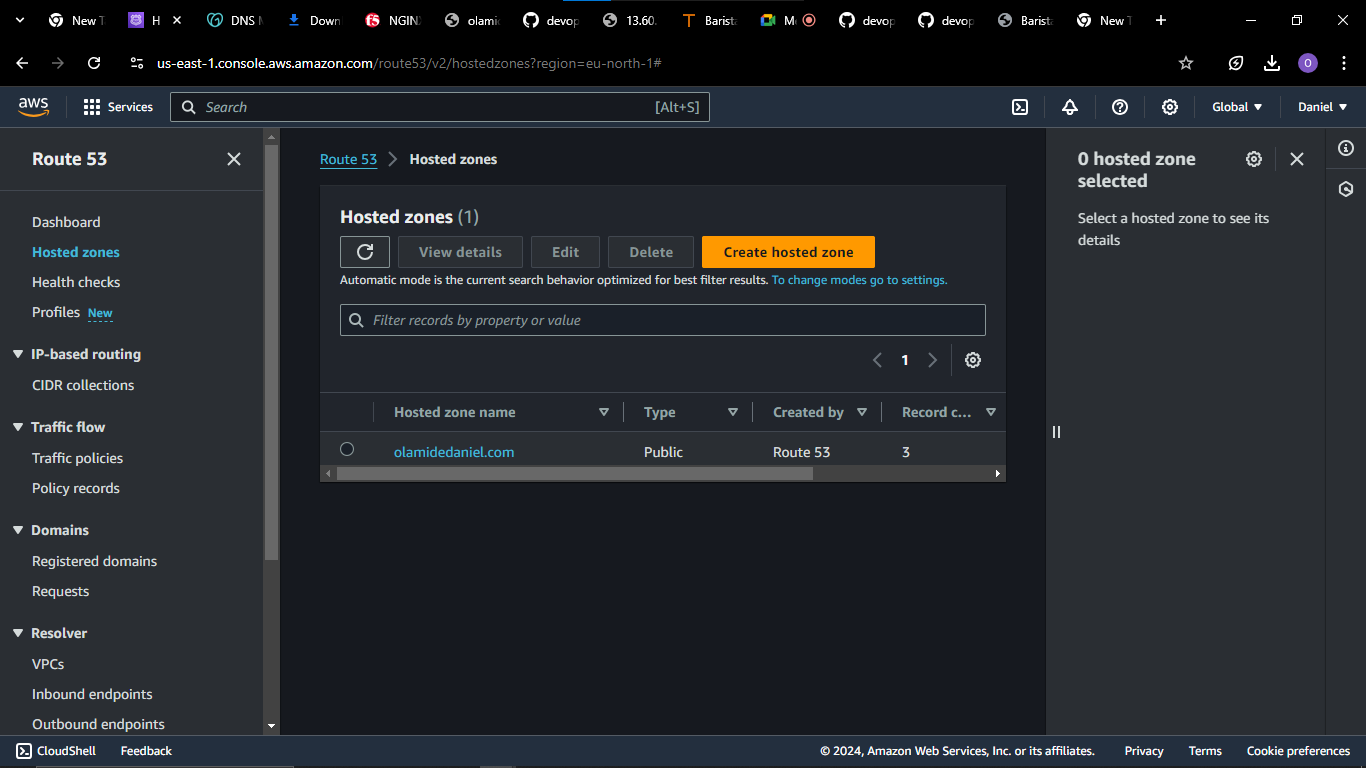 New T
H
DNS M
Down
NGIN
olamic
devop
13.60.
Barist
M
devop
devop
Barist
New T
us-east-1.console.aws.amazon.com/route53/v2/hostedzones?region=eu-north-1#
O
aws
Services
Search
[Alt+S]
Global
Daniel
Route 53
Dashboard
Hosted zones
Health checks
Profiles New
IP-based routing
CIDR collections
Traffic flow
Traffic policies
Policy records
Domains
Registered domains
Requests
Resolver
VPCs
Inbound endpoints
Outbound endpoints
Route 53 Hosted zones
Hosted zones (1)
View details
Edit
Delete
Create hosted zone
Automatic mode is the current search behavior optimized for best filter results. To change modes go to settings.
Filter records by property or value
1
Hosted zone name
Type
Created by
Record c...
olamidedaniel.com
Public
Route 53
3
0 hosted zone
selected
Select a hosted zone to see its
details
CloudShell
Feedback
© 2024, Amazon Web Services, Inc. or its affiliates.
Privacy
Terms
Cookie preferences